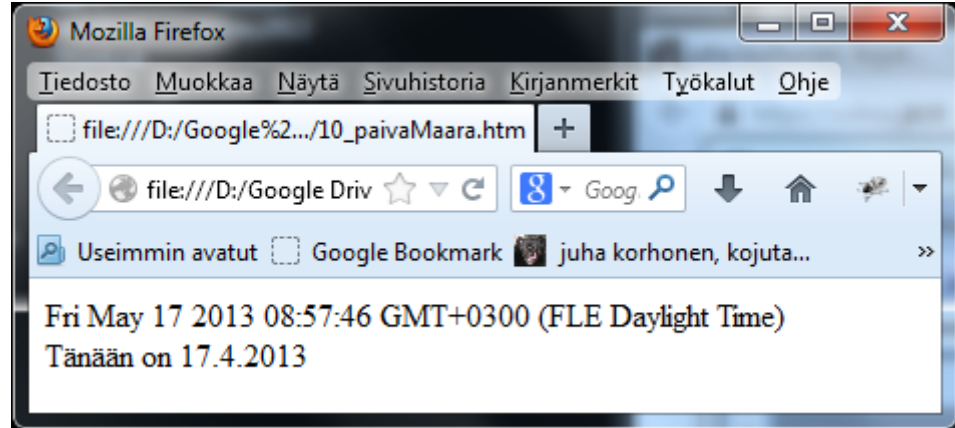 Mozilla Firefox
Tiedosto Muokkaa Näytä Sivuhistoria Kirjanmerkit Työkalut Ohje
file:///D:/Google%2.../10_paivaMaara.htm +
file:///D:/Google Driv 8 Goog.
Useimmin avatut Google Bookmark juha korhonen, kojuta... »
Fri May 17 2013 08:57:46 GMT+0300 (FLE Daylight Time)
Tänään on 17.4.2013